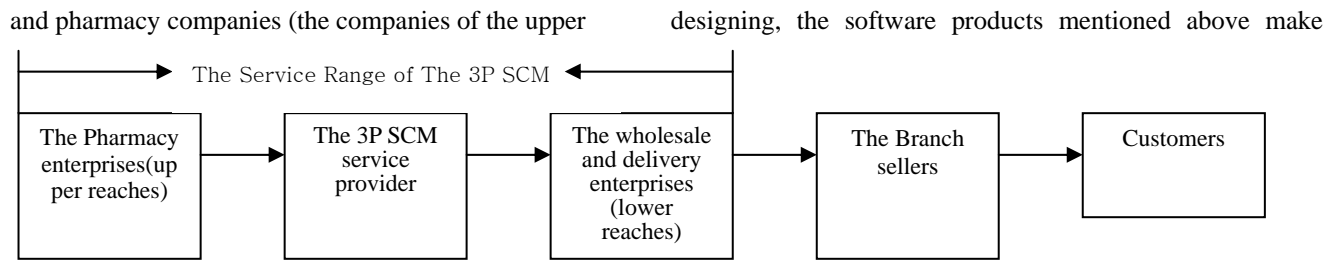 and pharmacy companies (the companies of the upper
designing, the software products mentioned above make
The Service Range of The 3P SCM
The Pharmacy
enterprises(up
per reaches)
The 3P SCM
service
provider
The wholesale
and delivery
enterprises
(lower
reaches)
The Branch
sellers
Customers